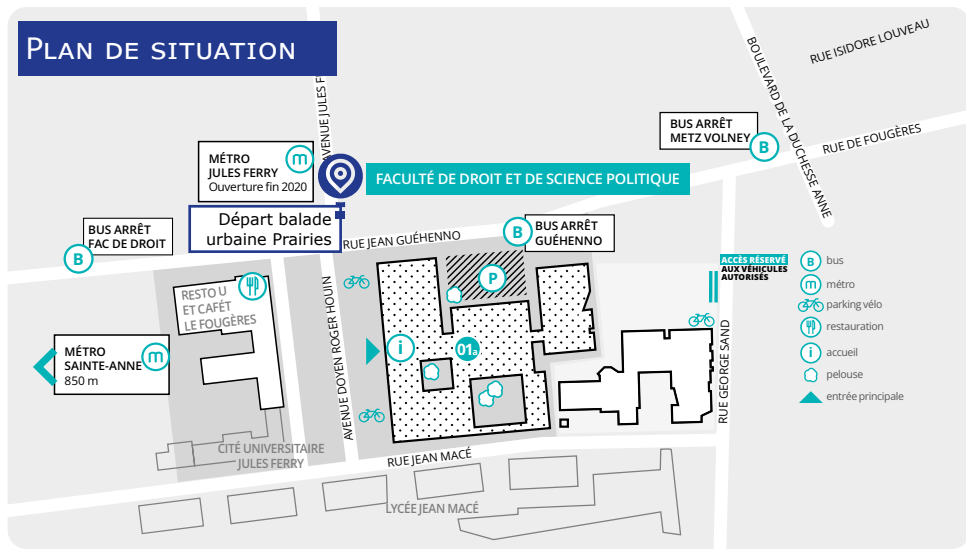 PLAN DE SITUATION
RUE ISIDORE LOUVEAU
BOULEVARD DE LA DUCHESSE ANNE
AVENUE JULES F
BUS ARRÊT
METZ VOLNEY
B
RUE DE FOUGÈRES
MÉTRO
JULES FERRY
Ouverture fin 2020
m
FACULTÉ DE DROIT ET DE SCIENCE POLITIQUE
Départ balade
urbaine Prairies
BUS ARRÊT
FAC DE DROIT
B
RUE JEAN GUÉHENNO
B
BUS ARRÊT
GUÉHENNO
ACCÈS RÉSERVÉ
AUX VÉHICULES
AUTORISÉS
B bus
m métro
parking vélo
restauration
i accueil
pelouse
entrée principale
P
RESTO U
ET CAFÉT
LE FOUGÈRES
AVENUE DOYEN ROGER HOUIN
i
01a
RUE GEORGE SAND
MÉTRO
SAINTE-ANNE
850 m
m
CITÉ UNIVERSITAIRE
JULES FERRY
RUE JEAN MACÉ
LYCÉE JEAN MACÉ